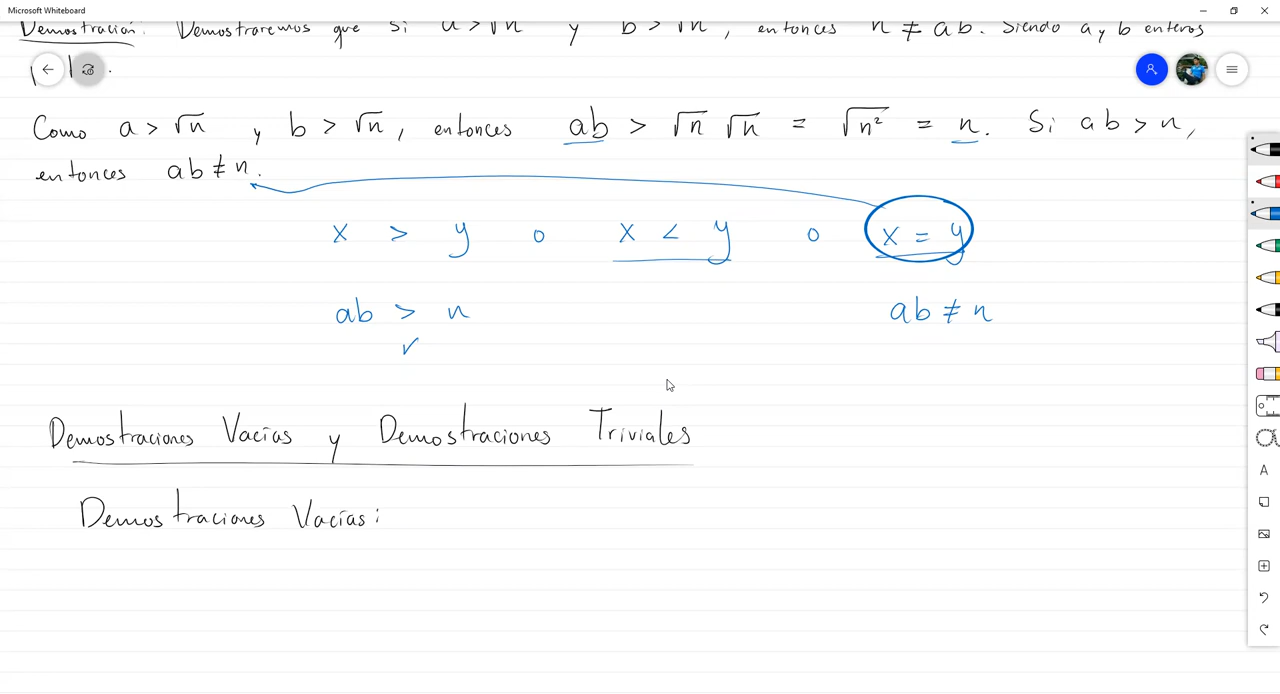 Microsoft Whiteboard
Demostración: Demostraremos que si a > √n y b > √n, entonces n ≠ ab. Siendo a y b enteros
Como a > √n y b > √n, entonces ab > √n √n = √n² = n. Si ab > n,
entonces ab ≠ n.
x > y o x < y o x = y
ab > n ab ≠ n
✓
Demostraciones Vacías y Demostraciones Triviales
Demostraciones Vacías:
A